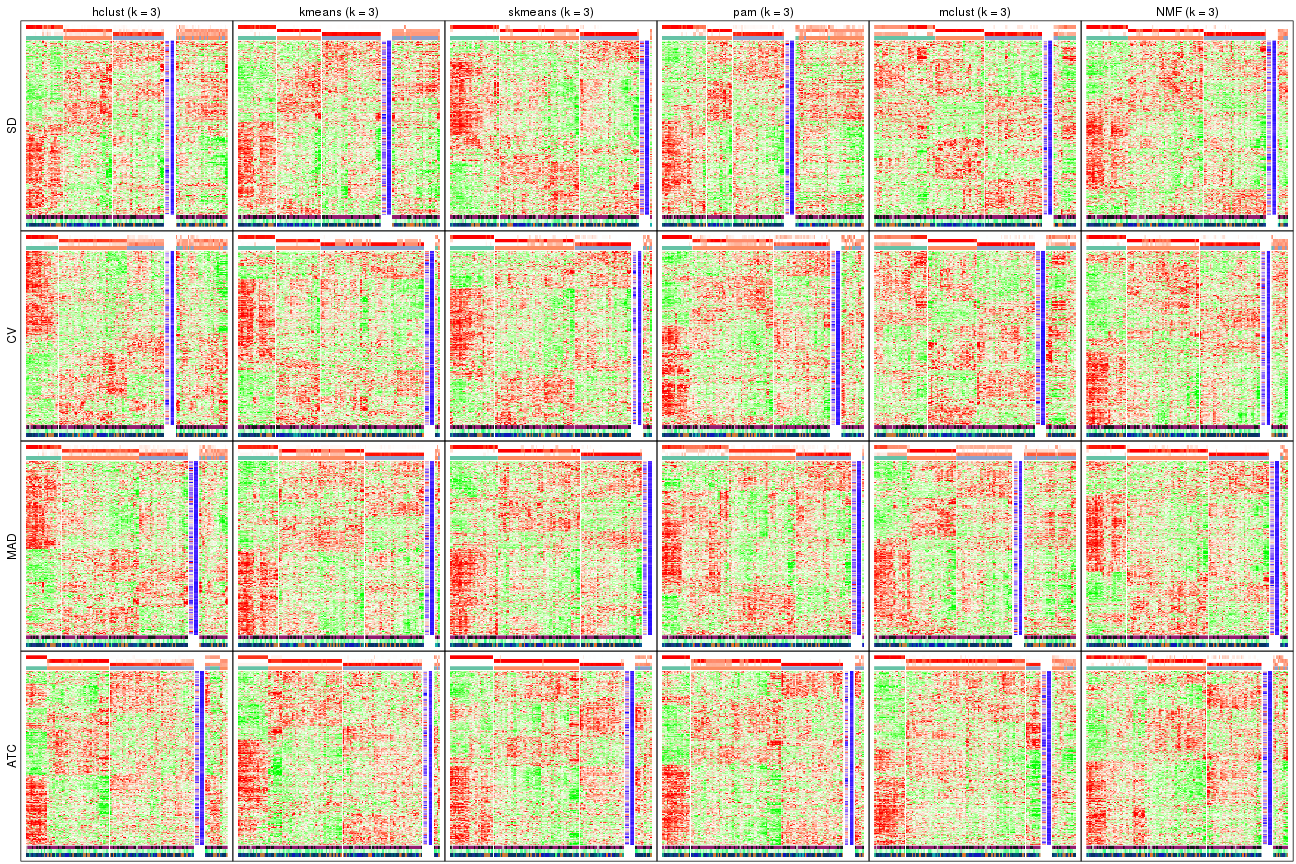 hclust (k = 3) kmeans (k = 3) skmeans (k = 3) pam (k = 3) mclust (k = 3) NMF (k = 3)
SD
CV
MAD
ATC